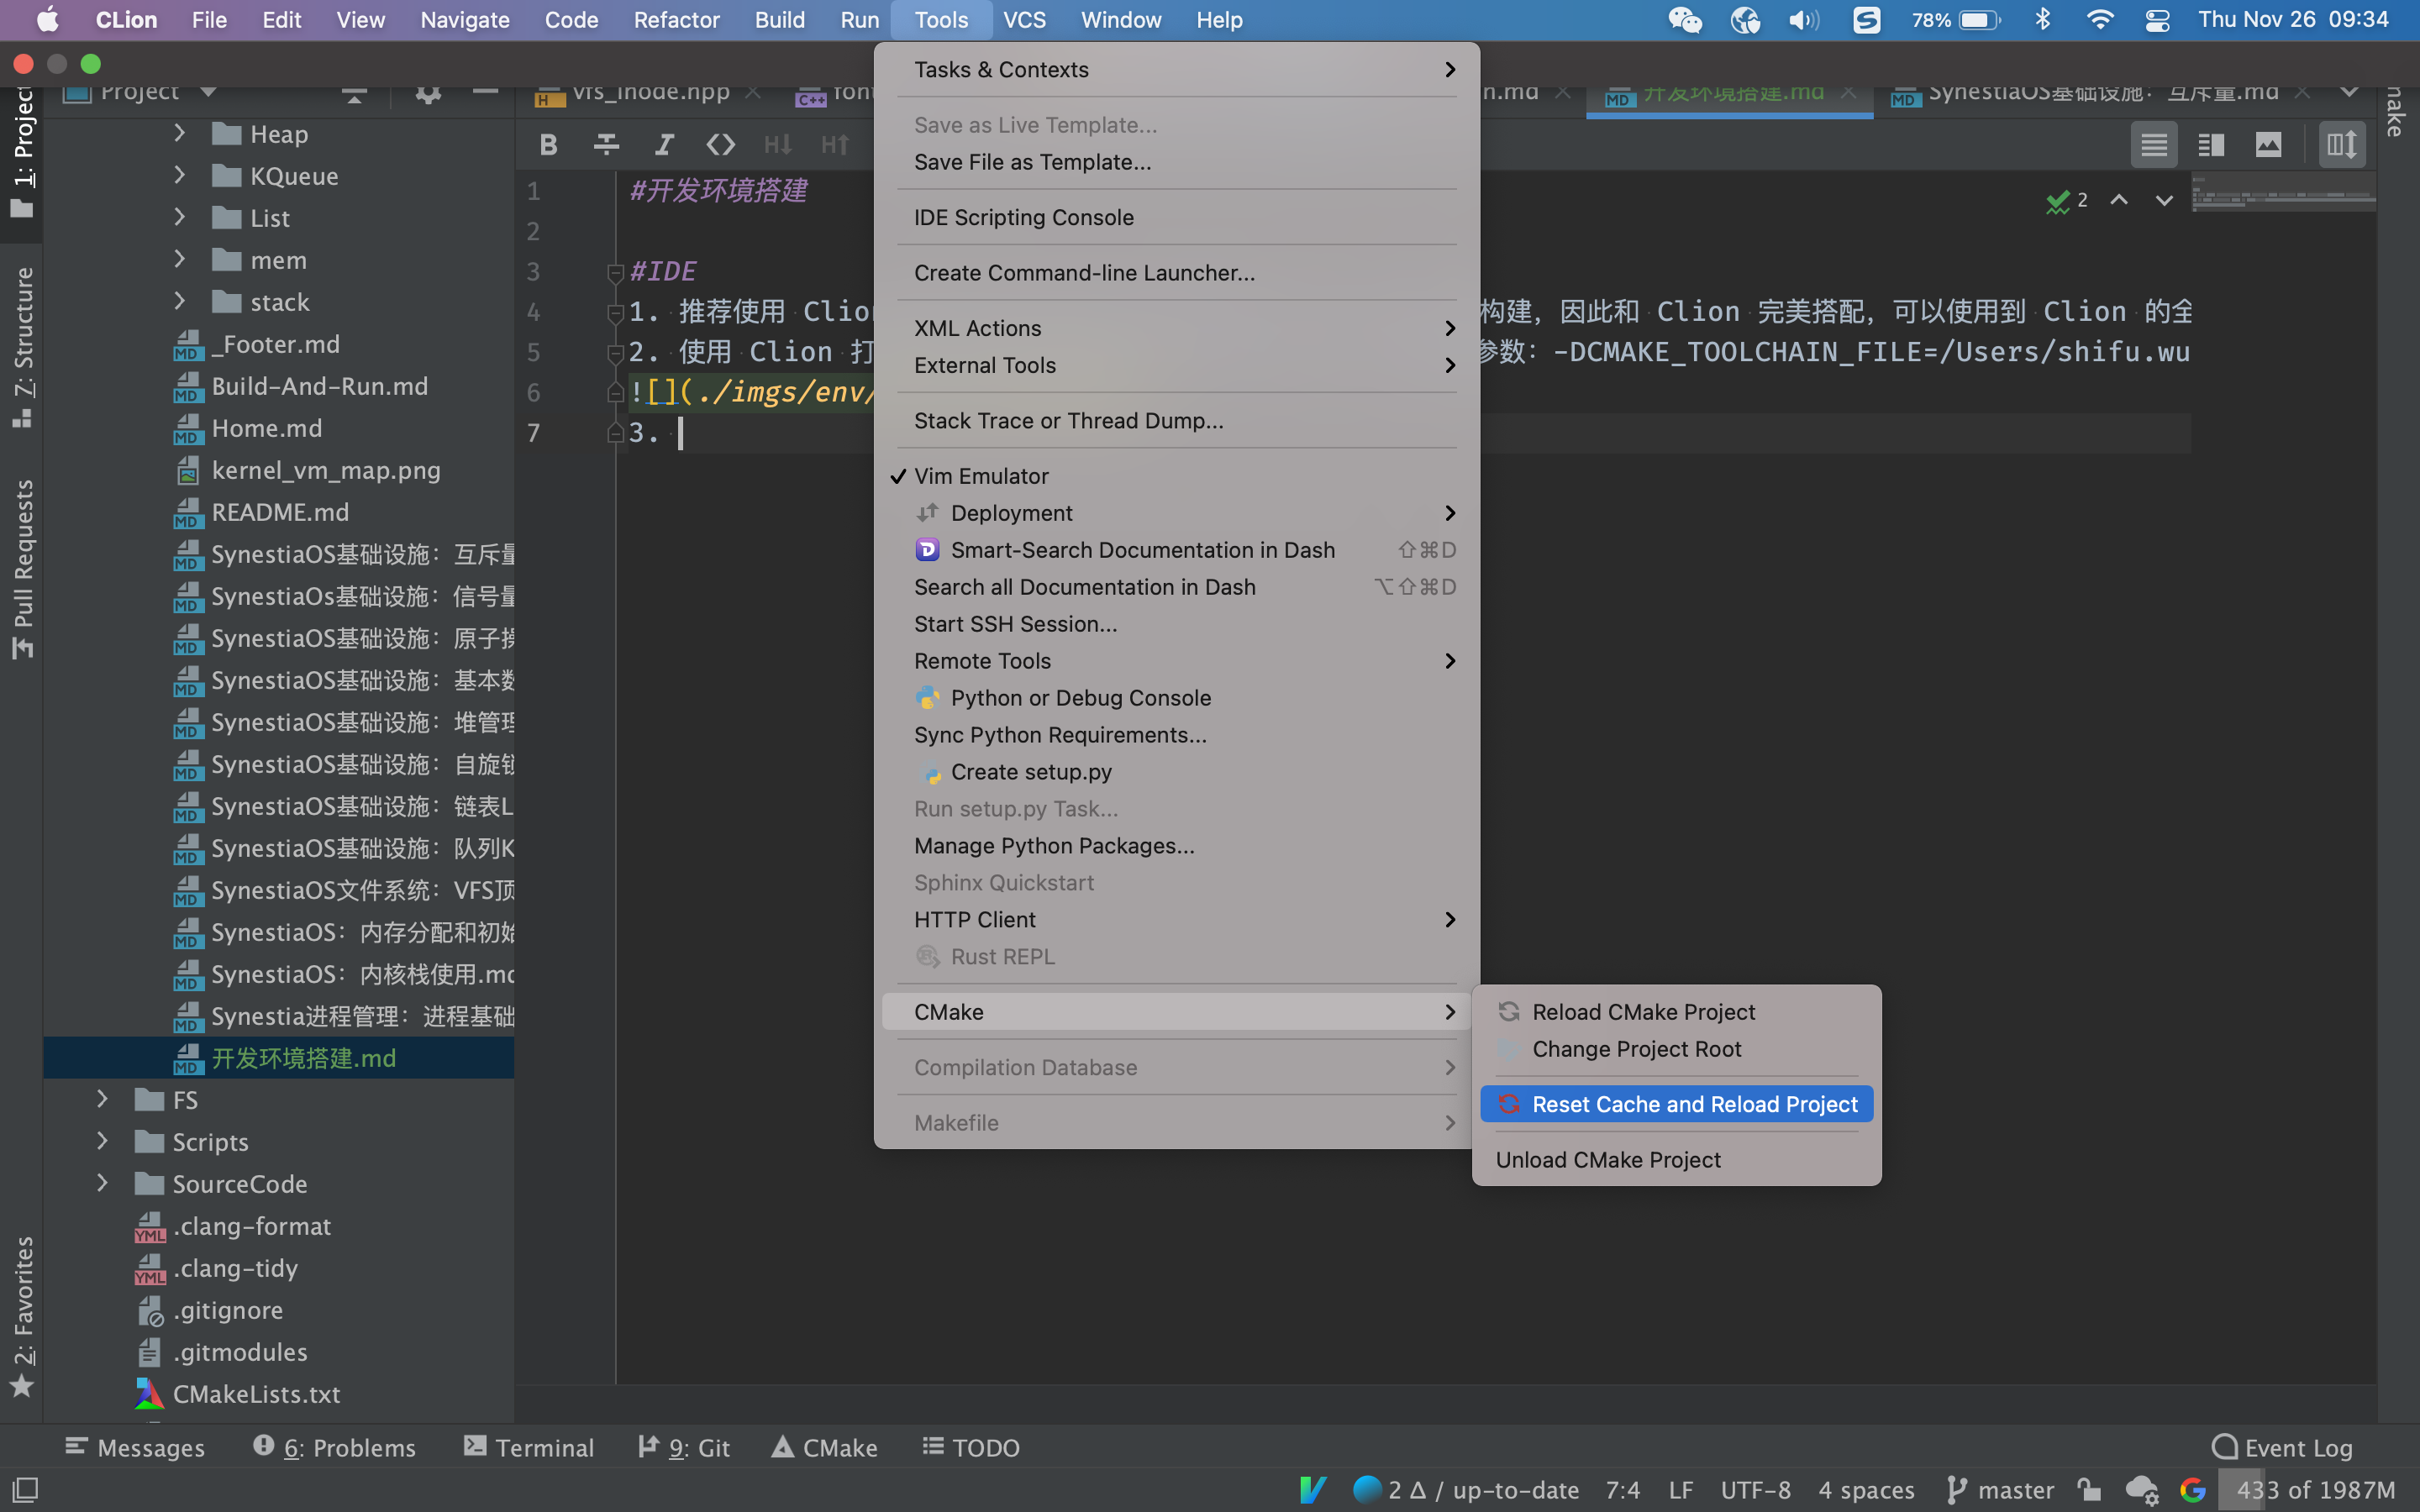 CLion File Edit View Navigate Code Refactor Build Run Tools VCS Window Help 78% Thu Nov 26 09:34
Project vfs_inode.hpp 开发环境搭建.md SynestiaOS基础设施：互斥量.md
1: Project
7: Structure
Pull Requests
2: Favorites
Heap
KQueue
List
mem
stack
_Footer.md
Build-And-Run.md
Home.md
kernel_vm_map.png
README.md
SynestiaOS基础设施：互斥量
SynestiaOs基础设施：信号量
SynestiaOS基础设施：原子操
SynestiaOS基础设施：基本数
SynestiaOS基础设施：堆管理
SynestiaOS基础设施：自旋锁
SynestiaOS基础设施：链表L
SynestiaOS基础设施：队列K
SynestiaOS文件系统：VFS顶
SynestiaOS：内存分配和初始
SynestiaOS：内核栈使用.md
Synestia进程管理：进程基础
开发环境搭建.md
FS
Scripts
SourceCode
.clang-format
.clang-tidy
.gitignore
.gitmodules
CMakeLists.txt
B I <> H↓ H↑
2
1 #开发环境搭建
2
3 #IDE
4 1. 推荐使用 Clion 构建，因此和 Clion 完美搭配，可以使用到 Clion 的全
5 2. 使用 Clion 打 参数：-DCMAKE_TOOLCHAIN_FILE=/Users/shifu.wu
6 ![](./imgs/env/
7 3.
Tasks & Contexts
Save as Live Template...
Save File as Template...
IDE Scripting Console
Create Command-line Launcher...
XML Actions
External Tools
Stack Trace or Thread Dump...
✓ Vim Emulator
Deployment
Smart-Search Documentation in Dash ⇧⌘D
Search all Documentation in Dash ⌥⇧⌘D
Start SSH Session...
Remote Tools
Python or Debug Console
Sync Python Requirements...
Create setup.py
Run setup.py Task...
Manage Python Packages...
Sphinx Quickstart
HTTP Client
Rust REPL
CMake
Compilation Database
Makefile
Reload CMake Project
Change Project Root
Reset Cache and Reload Project
Unload CMake Project
Messages 6: Problems Terminal 9: Git CMake TODO Event Log
2 Δ / up-to-date 7:4 LF UTF-8 4 spaces master 433 of 1987M